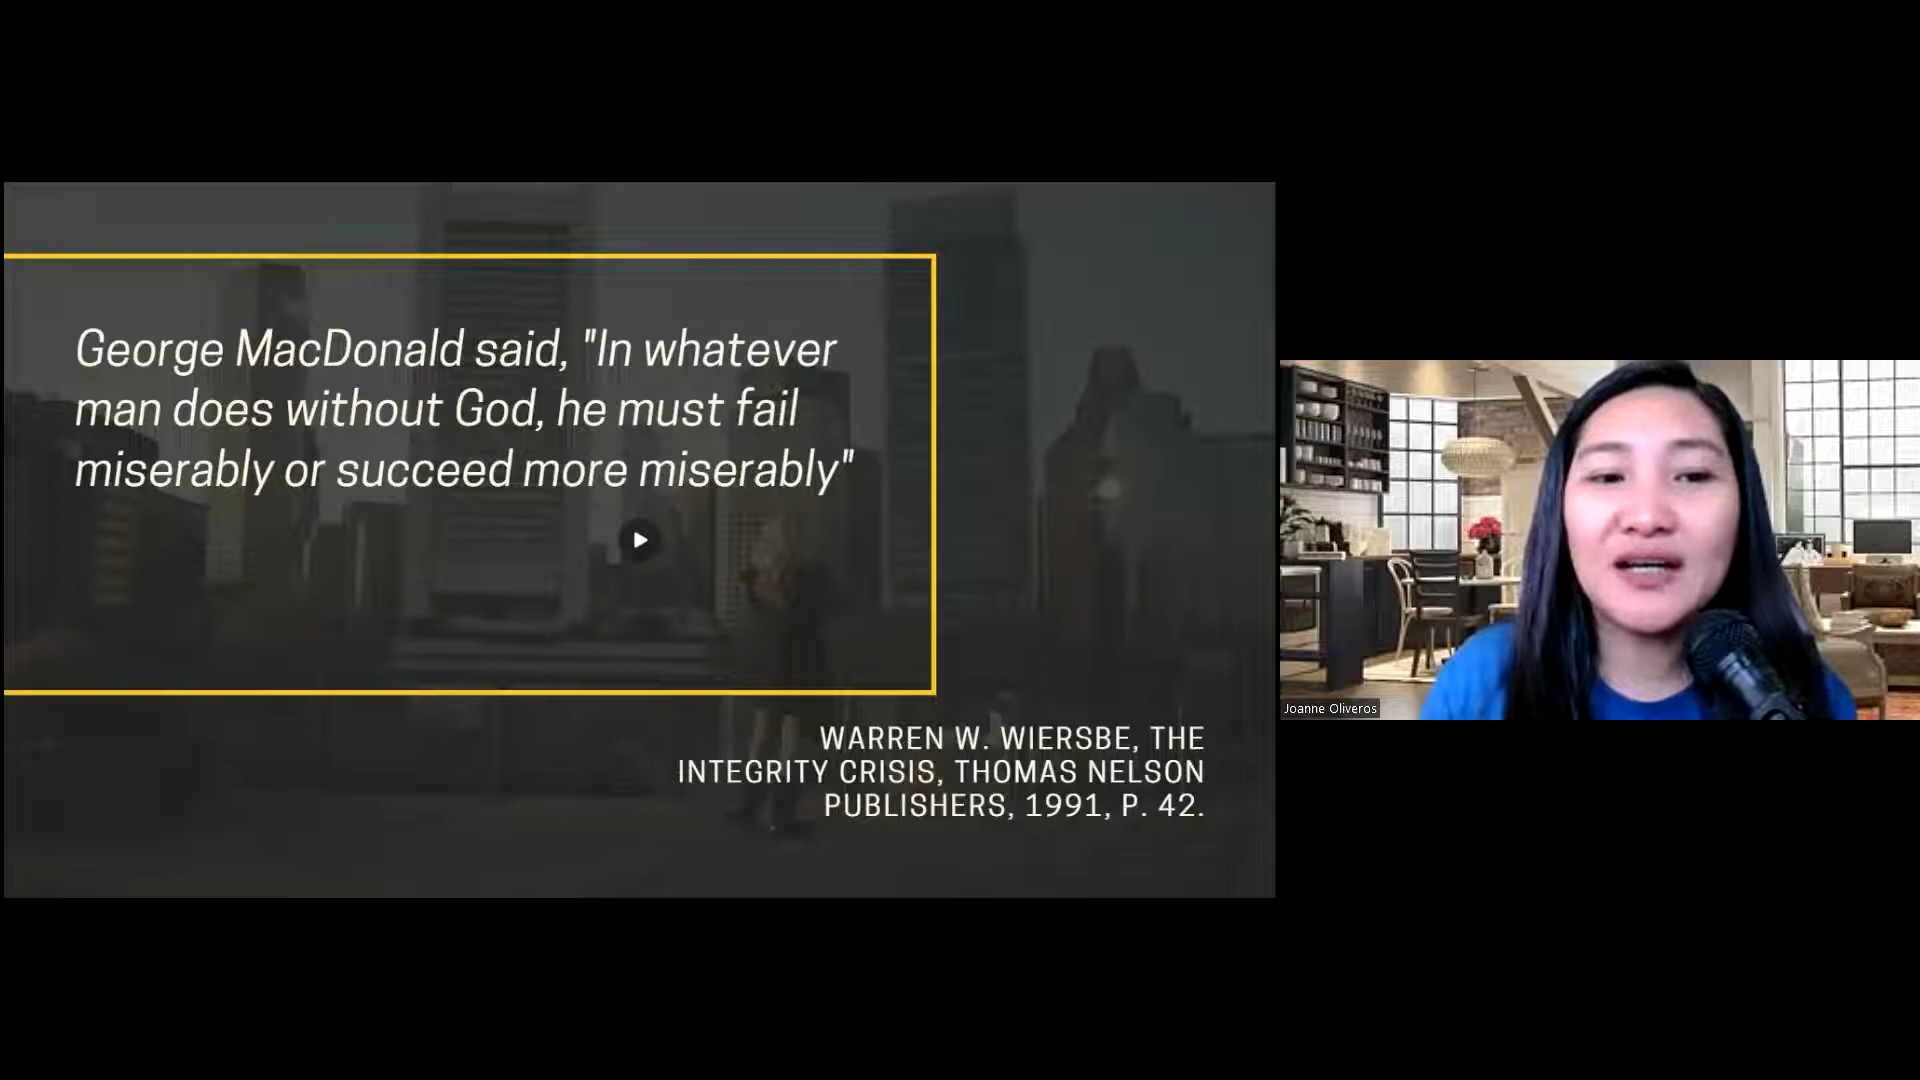 George MacDonald said, "In whatever
man does without God, he must fail
miserably or succeed more miserably"
WARREN W. WIERSBE, THE
INTEGRITY CRISIS, THOMAS NELSON
PUBLISHERS, 1991, P. 42.
Joanne Oliveros